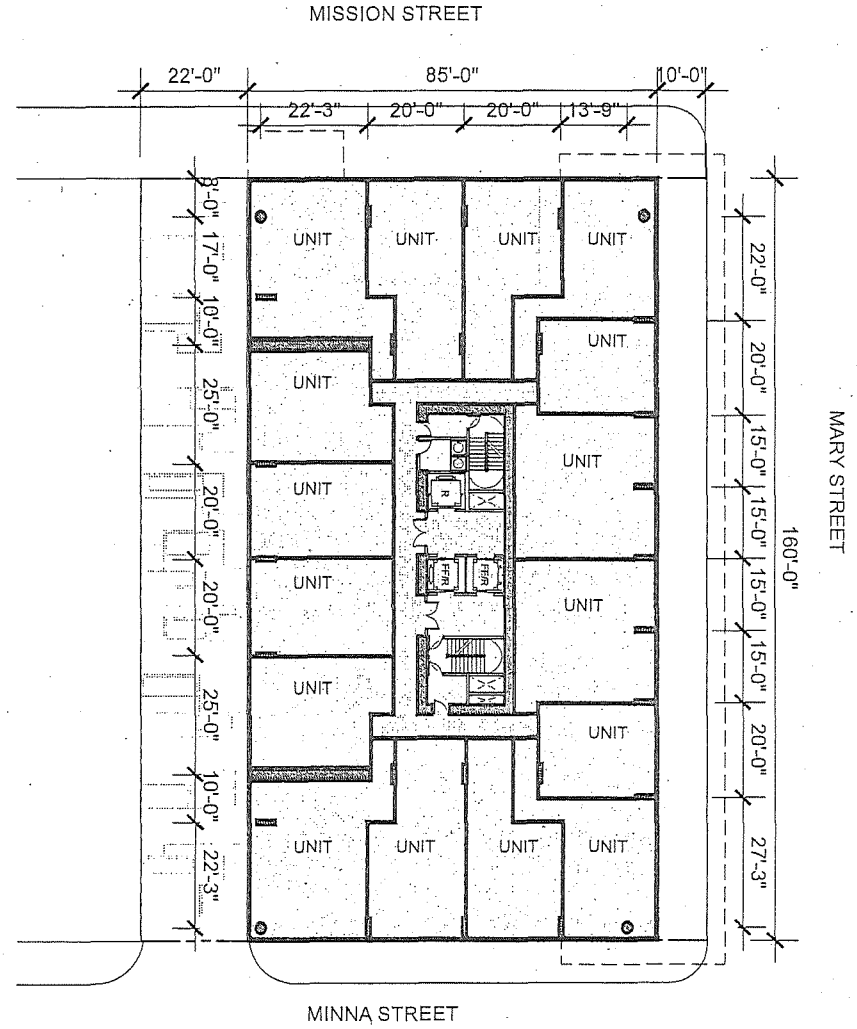 MISSION STREET
22'-0"
85'-0"
10'-0"
22'-3"
20'-0"
20'-0"
13'-9"
8'-0"
17'-0"
10'-0"
25'-0"
20'-0"
20'-0"
25'-0"
10'-0"
22'-3"
UNIT
UNIT
UNIT
UNIT
UNIT
UNIT
UNIT
UNIT
R
UNIT
FF/R
FF/R
UNIT
UNIT
UNIT
UNIT
UNIT
UNIT
UNIT
UNIT
22'-0"
20'-0"
15'-0"
15'-0"
15'-0"
15'-0"
20'-0"
27'-3"
160'-0"
MARY STREET
MINNA STREET